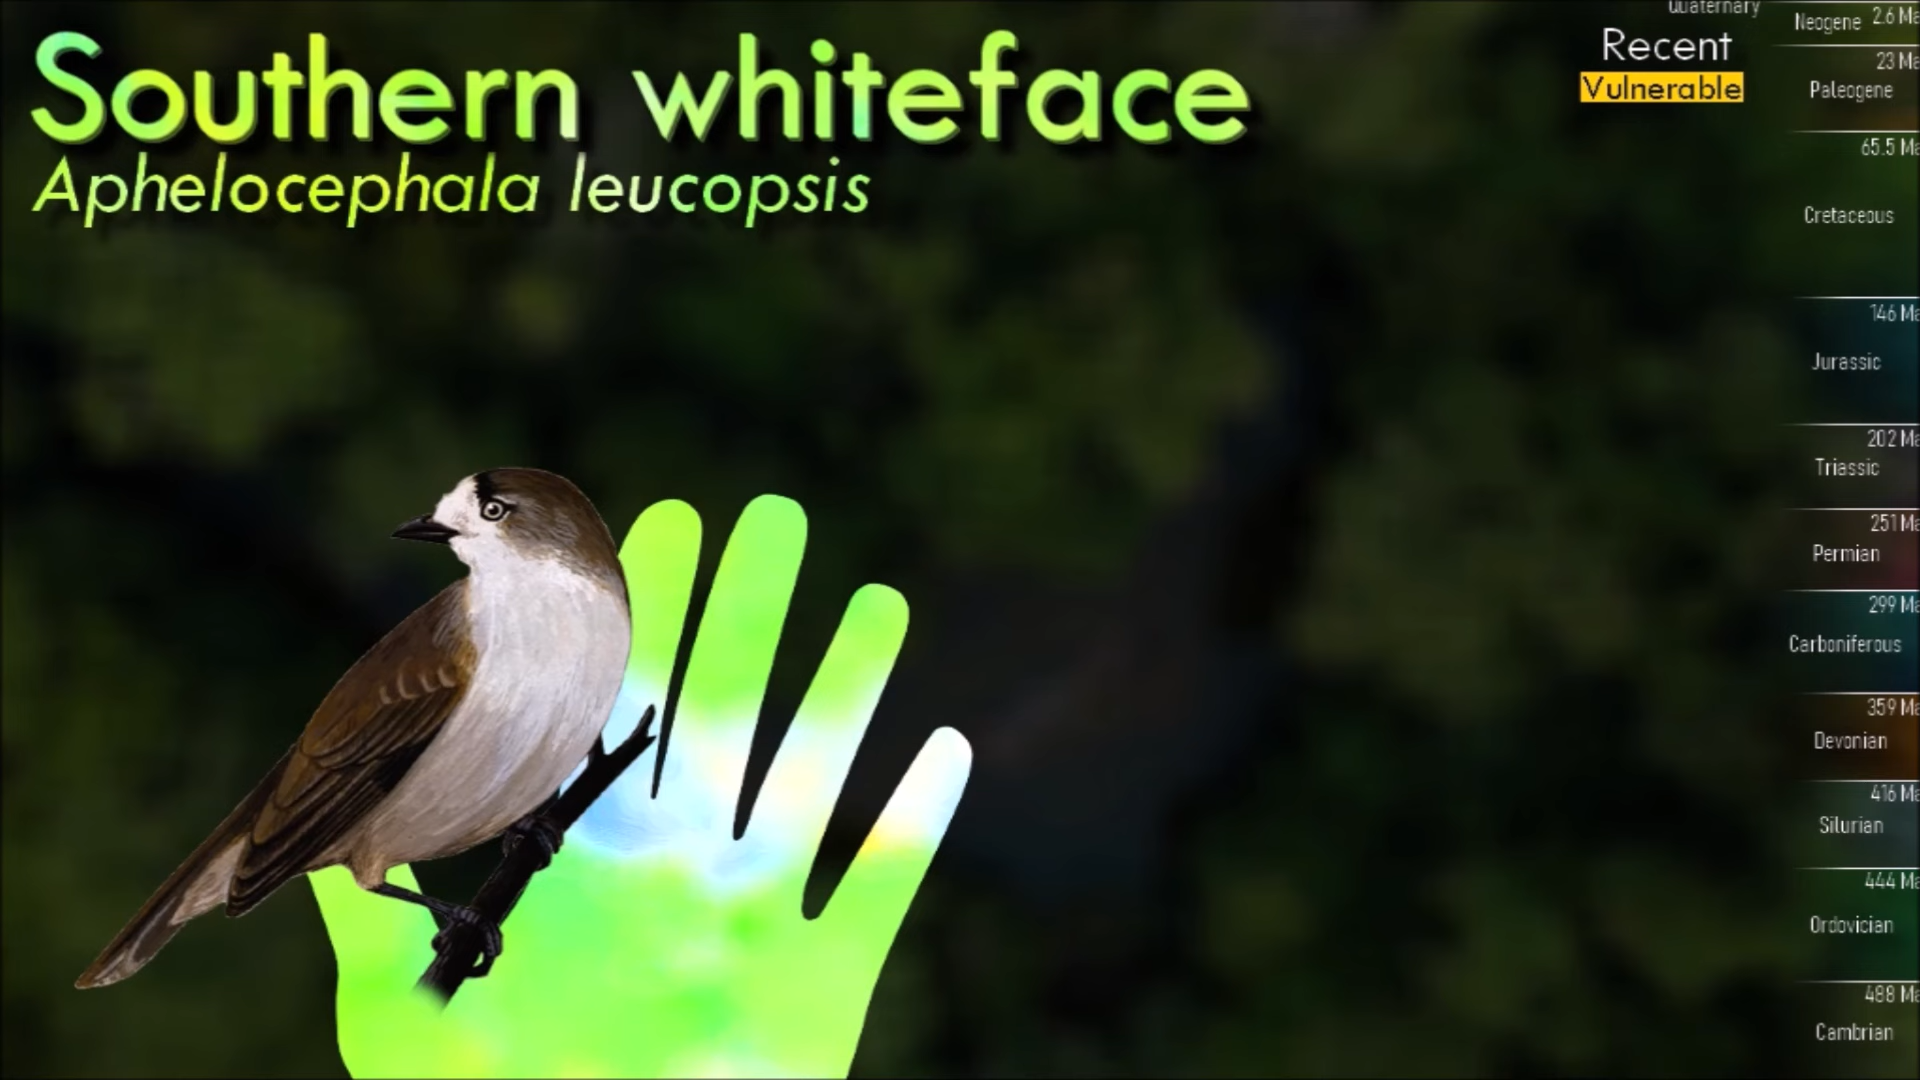 Southern whiteface
Aphelocephala leucopsis
Quaternary
Recent
Vulnerable
2.6 Ma
Neogene
23 Ma
Paleogene
65.5 Ma
Cretaceous
146 Ma
Jurassic
202 Ma
Triassic
251 Ma
Permian
299 Ma
Carboniferous
359 Ma
Devonian
416 Ma
Silurian
444 Ma
Ordovician
488 Ma
Cambrian